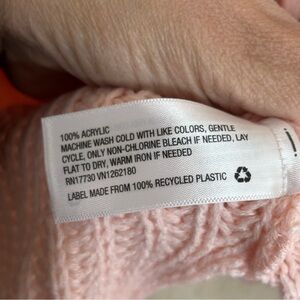 100% ACRYLIC
MACHINE WASH COLD WITH LIKE COLORS, GENTLE
CYCLE, ONLY NON-CHLORINE BLEACH IF NEEDED, LAY
FLAT TO DRY, WARM IRON IF NEEDED
RN17730 VN1262180
LABEL MADE FROM 100% RECYCLED PLASTIC